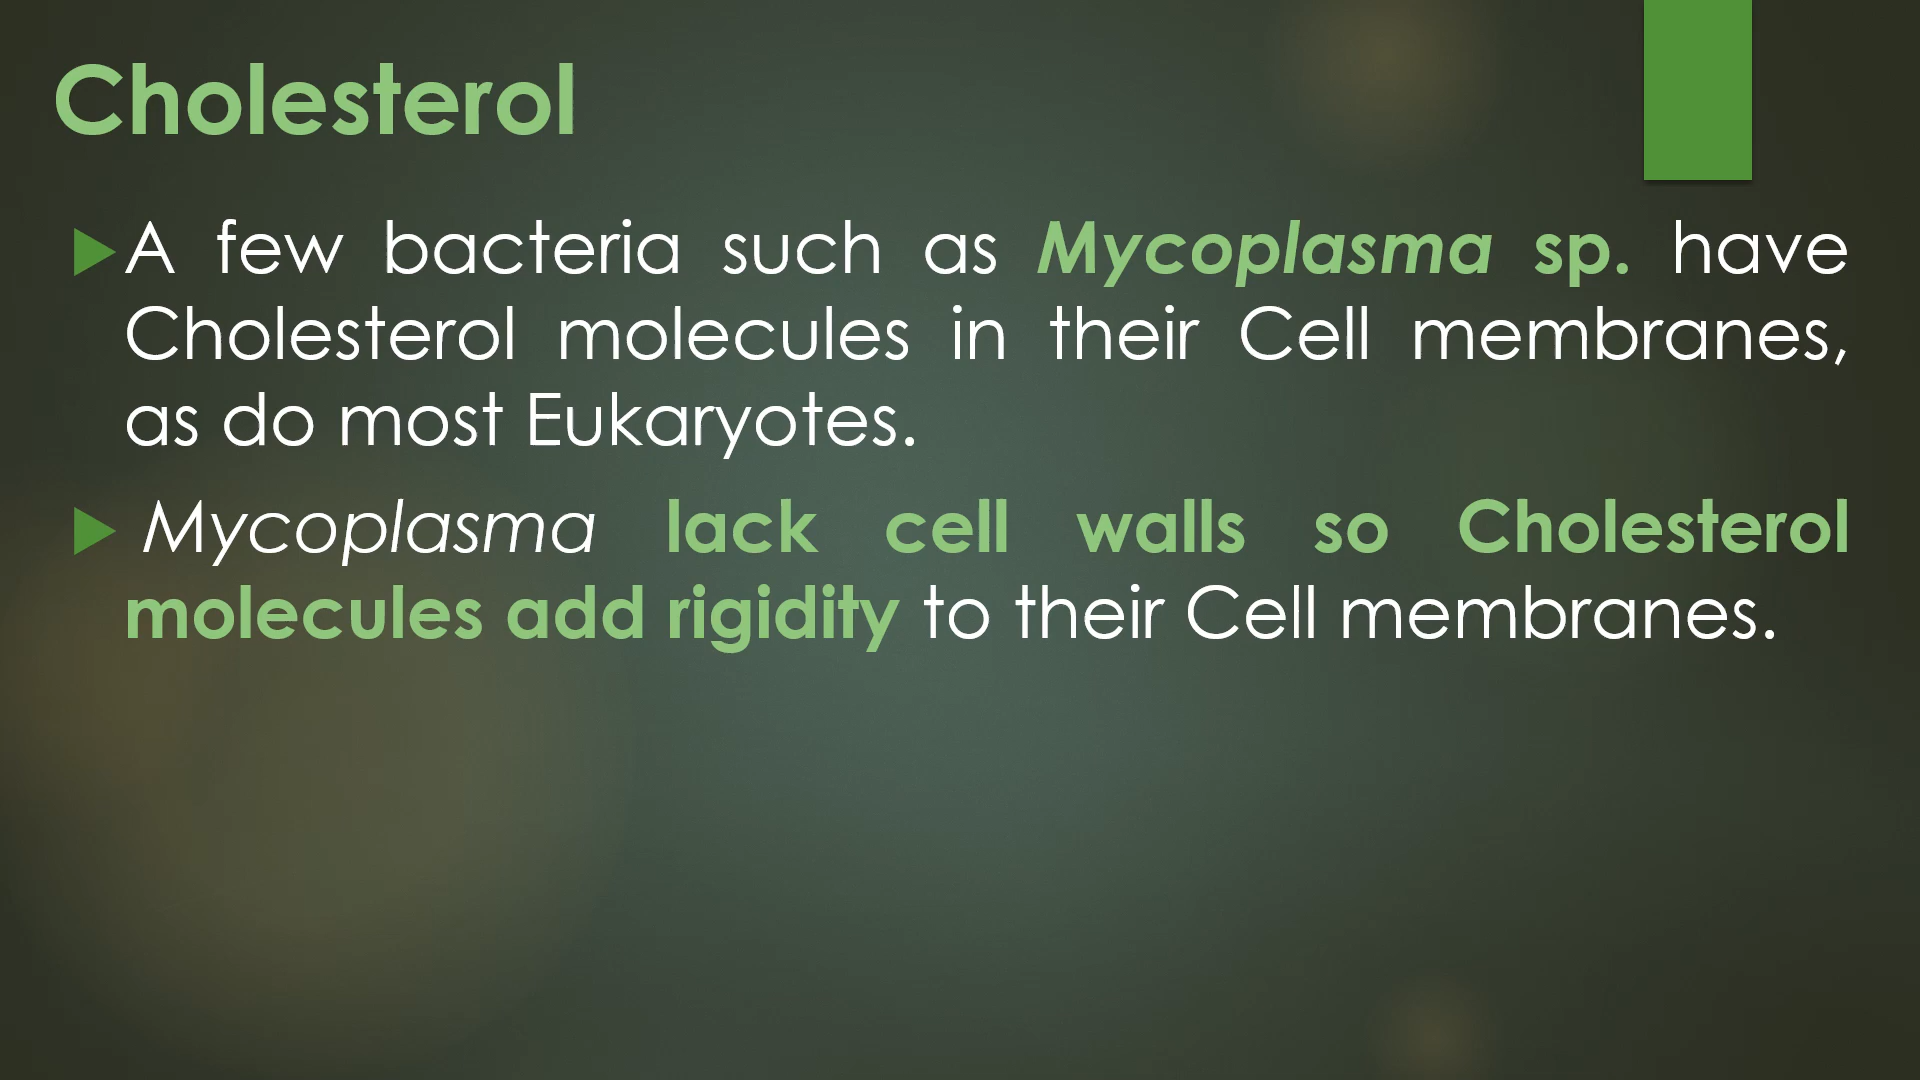 Cholesterol
A few bacteria such as Mycoplasma sp. have
Cholesterol molecules in their Cell membranes,
as do most Eukaryotes.
Mycoplasma lack cell walls so Cholesterol
molecules add rigidity to their Cell membranes.